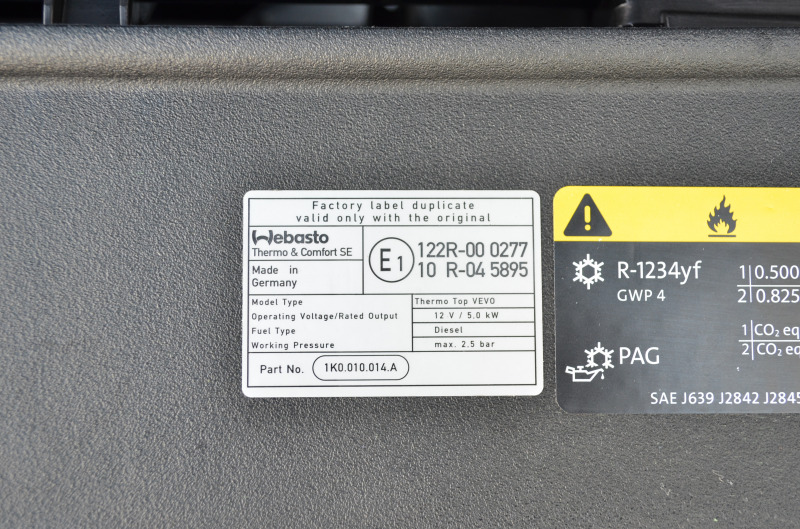 Factory label duplicate
valid only with the original
Webasto
Thermo & Comfort SE
Made in
Germany
E1
122R-00 0277
10 R-04 5895
Model Type Thermo Top VEVO
Operating Voltage/Rated Output 12 V / 5.0 kW
Fuel Type Diesel
Working Pressure max. 2.5 bar
Part No. 1K0.010.014.A
R-1234yf
GWP 4
1 0.500
2 0.825
1 CO₂ eq
2 CO₂ eq
PAG
SAE J639 J2842 J2845